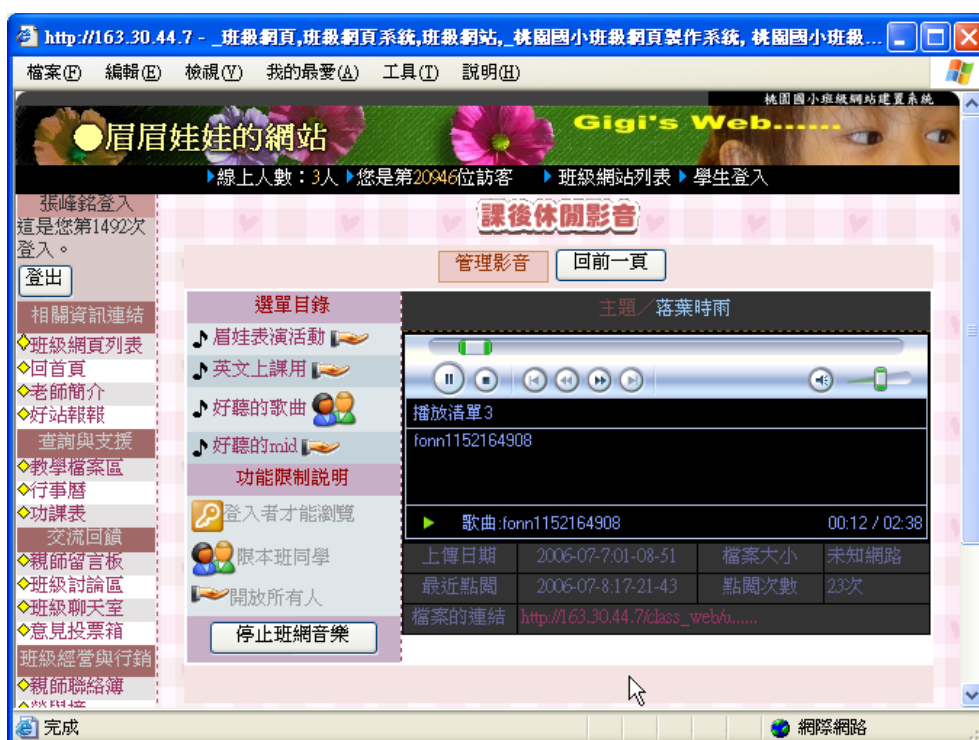 http://163.30.44.7 - _班級網頁,班級網頁系統,班級網站,_桃園國小班級網頁製作系統, 桃園國小班級...
檔案(F) 編輯(E) 檢視(V) 我的最愛(A) 工具(T) 說明(H)
桃園國小班級網站建置系統
眉眉娃娃的網站 Gigi's Web......
線上人數：3人 您是第20946位訪客 班級網站列表 學生登入
張峰銘登入
這是您第1492次
登入。
登出
相關資訊連結
班級網頁列表
回首頁
老師簡介
好站報報
查詢與支援
教學檔案區
行事曆
功課表
交流回饋
親師留言板
班級討論區
班級聊天室
意見投票箱
班級經營與行銷
親師聯絡簿
課後休閒影音
管理影音 回前一頁
選單目錄
眉娃表演活動
英文上課用
好聽的歌曲
好聽的mid
功能限制說明
登入者才能瀏覽
限本班同學
開放所有人
停止班網音樂
主題／落葉時雨
播放清單3
fonn1152164908
歌曲:fonn1152164908 00:12 / 02:38
上傳日期 2006-07-7:01-08-51 檔案大小 未知網路
最近點閱 2006-07-8:17-21-43 點閱次數 23次
檔案的連結 http://163.30.44.7/class_web/u......
完成 網際網路